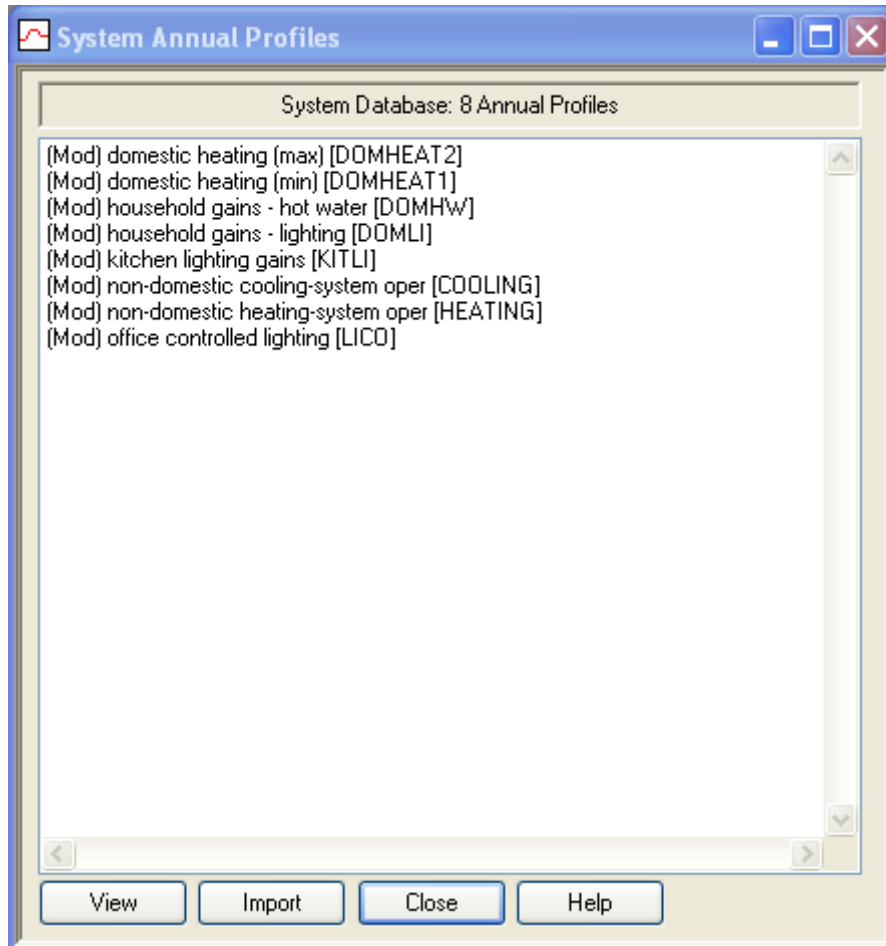 System Annual Profiles
System Database: 8 Annual Profiles
(Mod) domestic heating (max) [DOMHEAT2]
(Mod) domestic heating (min) [DOMHEAT1]
(Mod) household gains - hot water [DOMHW]
(Mod) household gains - lighting [DOMLI]
(Mod) kitchen lighting gains [KITLI]
(Mod) non-domestic cooling-system oper [COOLING]
(Mod) non-domestic heating-system oper [HEATING]
(Mod) office controlled lighting [LICO]
View Import Close Help